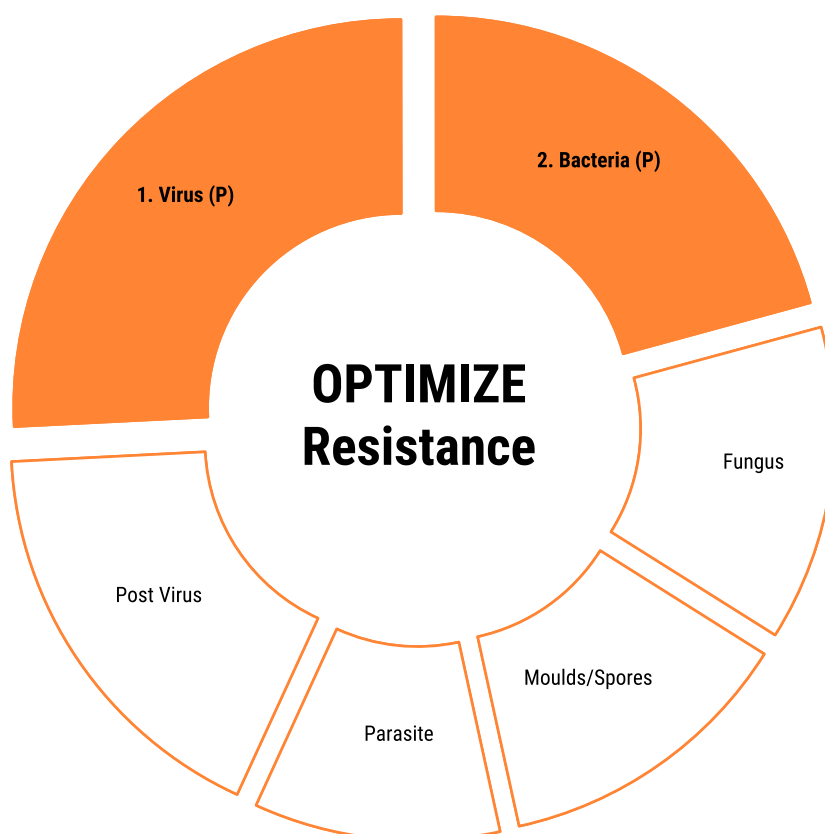 1. Virus (P)
2. Bacteria (P)
OPTIMIZE
Resistance
Fungus
Post Virus
Moulds/Spores
Parasite